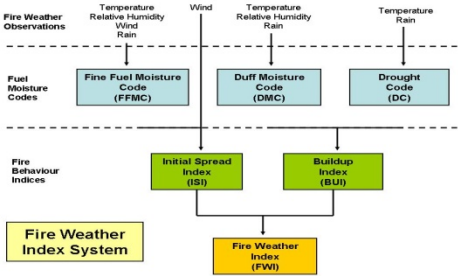 Fire Weather
Observations
Temperature
Relative Humidity
Wind
Rain
Wind
Temperature
Relative Humidity
Rain
Temperature
Rain
Fuel
Moisture
Codes
Fine Fuel Moisture
Code
(FFMC)
Duff Moisture
Code
(DMC)
Drought
Code
(DC)
Fire
Behaviour
Indices
Initial Spread
Index
(ISI)
Buildup
Index
(BUI)
Fire Weather
Index System
Fire Weather
Index
(FWI)